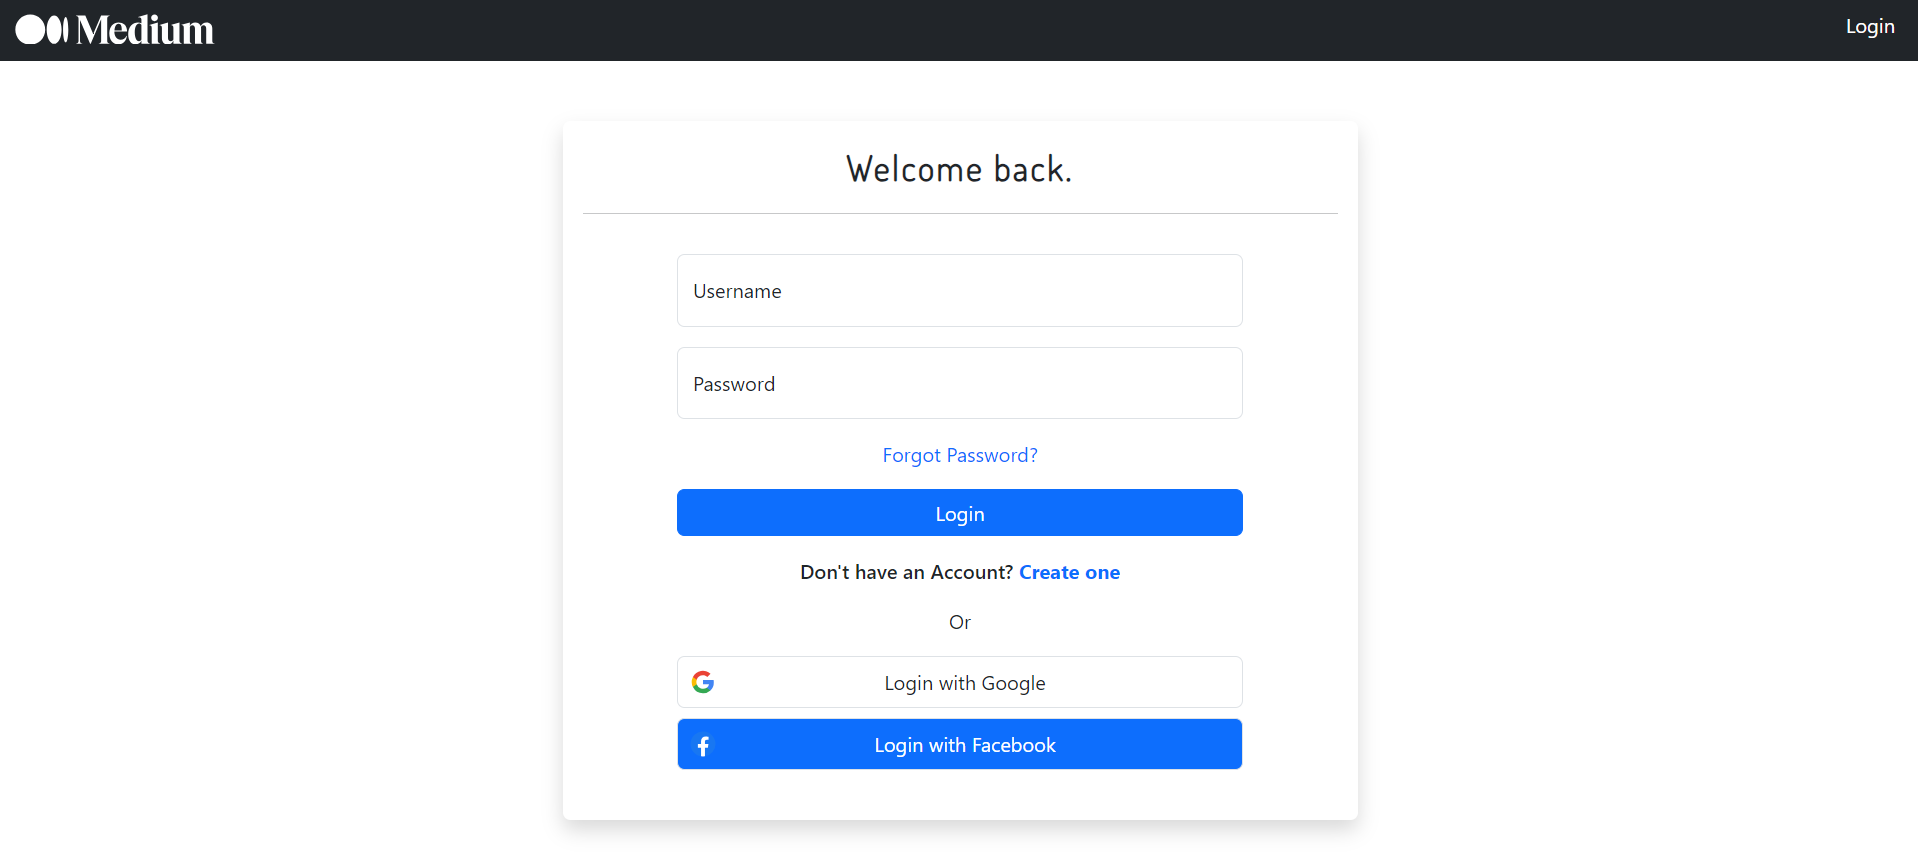 Medium
Login
Welcome back.
Username
Password
Forgot Password?
Login
Don't have an Account? Create one
Or
Login with Google
Login with Facebook